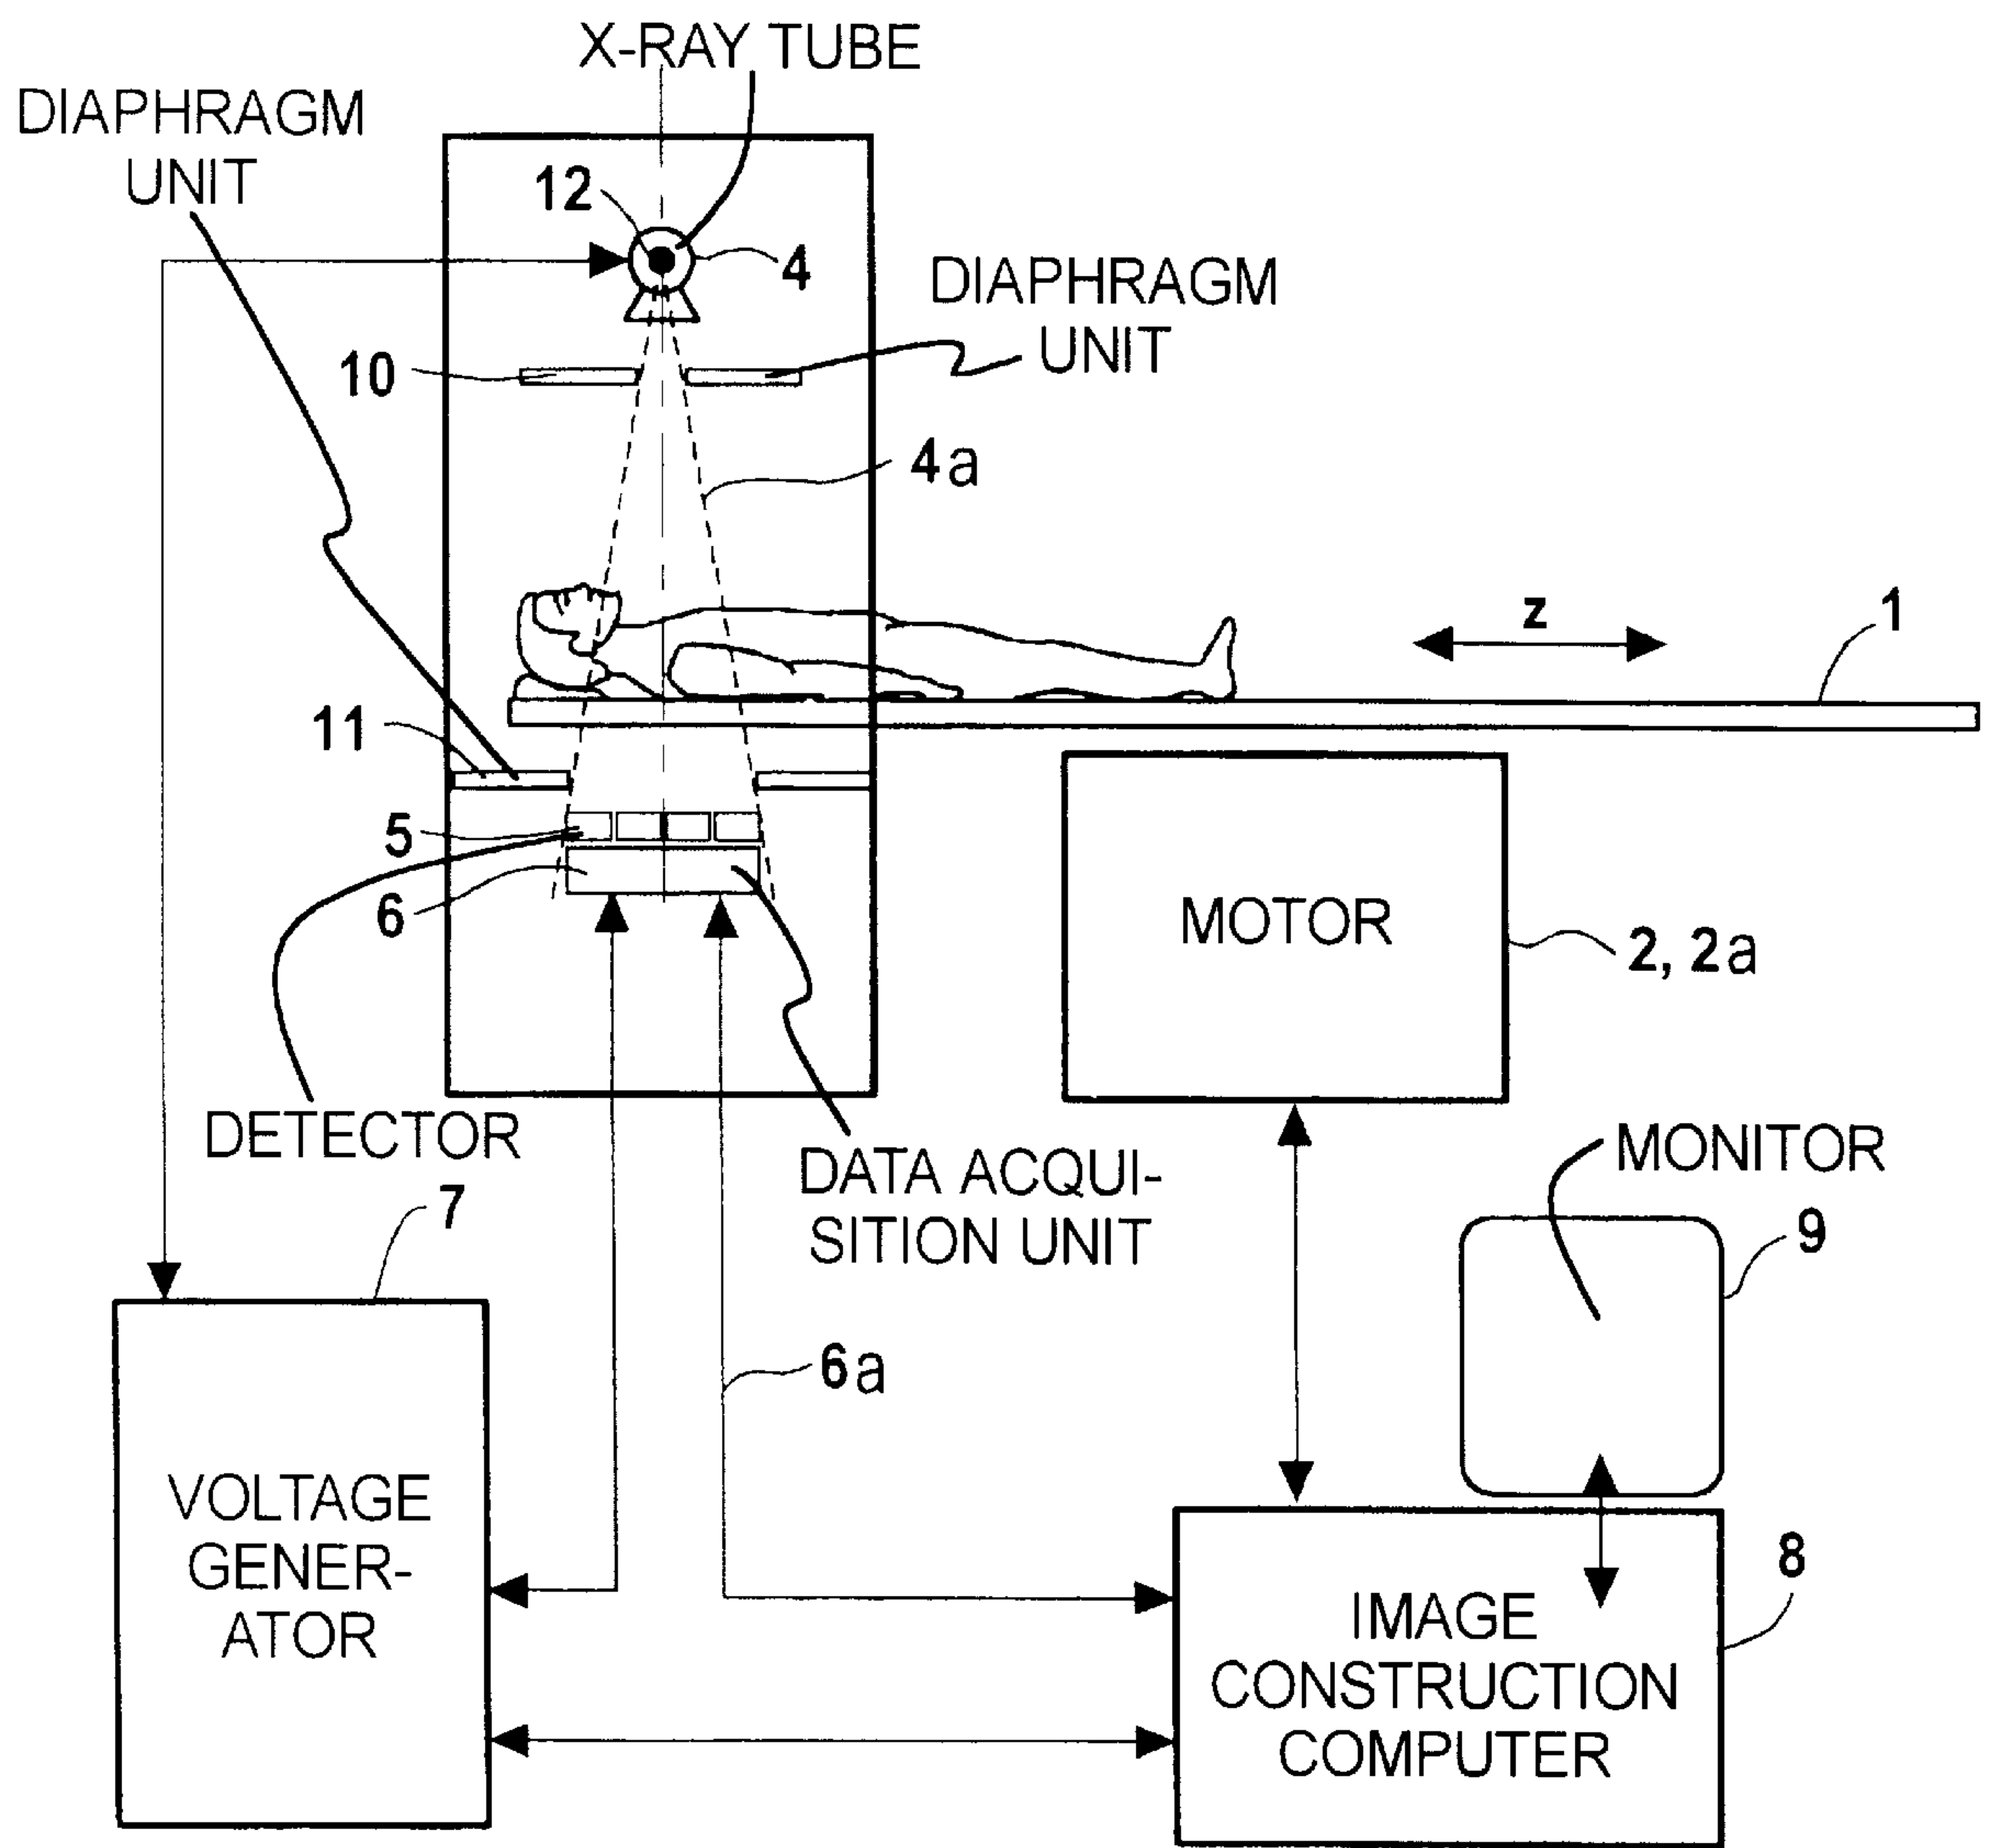 X-RAY TUBE
DIAPHRAGM
UNIT
12
4
DIAPHRAGM
UNIT
10
4a
z
1
11
5
6
MOTOR
2, 2a
DETECTOR
DATA ACQUI-
SITION UNIT
MONITOR
7
9
6a
VOLTAGE
GENER-
ATOR
8
IMAGE
CONSTRUCTION
COMPUTER